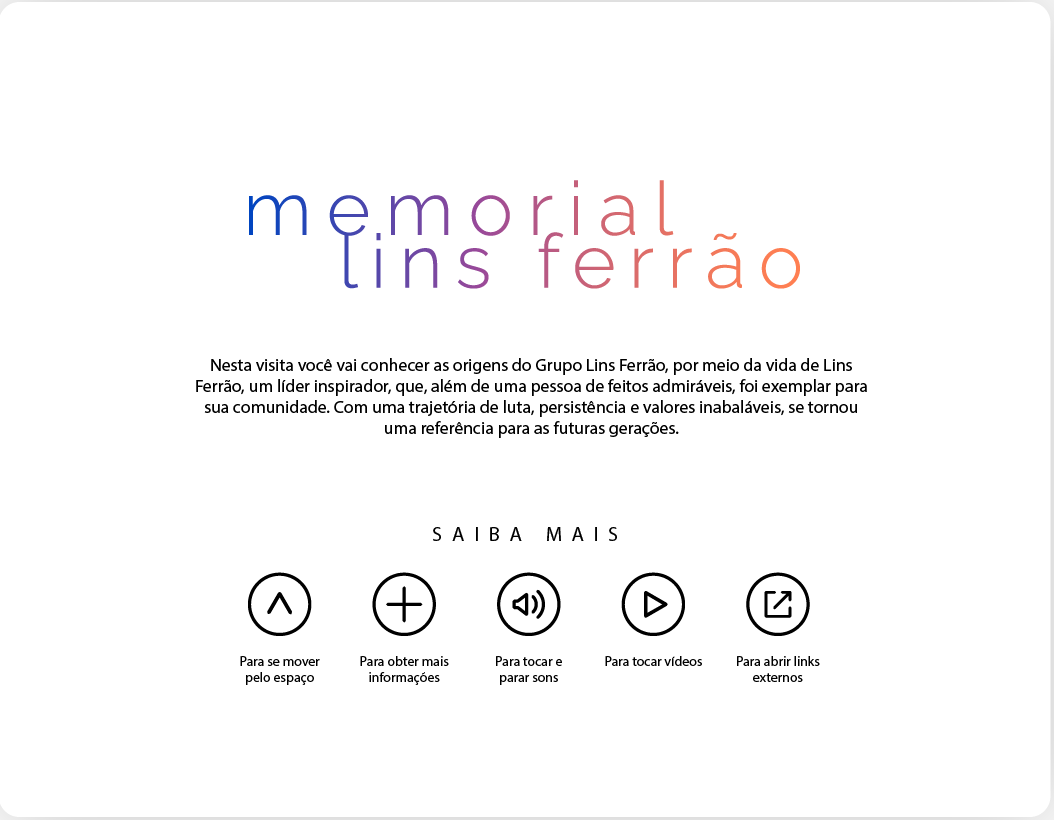 memorial
lins ferrão
Nesta visita você vai conhecer as origens do Grupo Lins Ferrão, por meio da vida de Lins
Ferrão, um líder inspirador, que, além de uma pessoa de feitos admiráveis, foi exemplar para
sua comunidade. Com uma trajetória de luta, persistência e valores inabaláveis, se tornou
uma referência para as futuras gerações.
SAIBA MAIS
Para se mover
pelo espaço
Para obter mais
informações
Para tocar e
parar sons
Para tocar vídeos
Para abrir links
externos